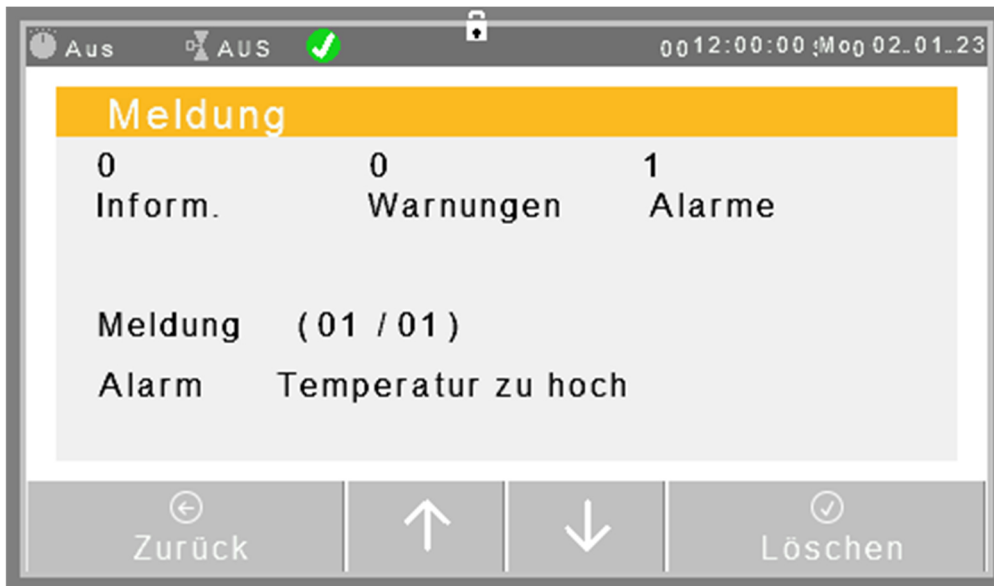 Aus AUS 0012:00:00 Mo 02.01.23
Meldung
0 0 1
Inform. Warnungen Alarme
Meldung (01 / 01)
Alarm Temperatur zu hoch
Zurück Löschen